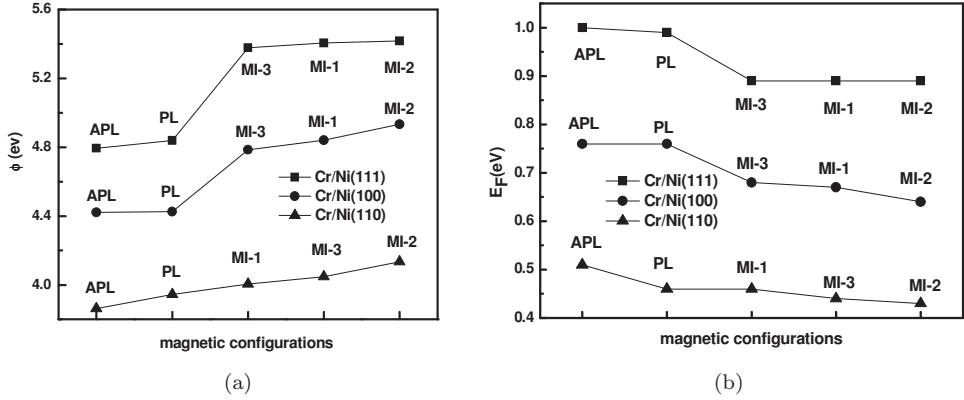 5.6
5.2
4.8
4.4
4.0
ϕ (ev)
APL
PL
MI-3
MI-1
MI-2
APL
PL
MI-3
MI-1
MI-2
Cr/Ni(111)
Cr/Ni(100)
Cr/Ni(110)
APL
PL
MI-1
MI-3
MI-2
magnetic configurations
(a)
1.0
0.9
0.8
0.7
0.6
0.5
0.4
E_F(eV)
APL
PL
MI-3
MI-1
MI-2
APL
PL
MI-3
MI-1
MI-2
Cr/Ni(111)
Cr/Ni(100)
Cr/Ni(110)
APL
PL
MI-1
MI-3
MI-2
magnetic configurations
(b)